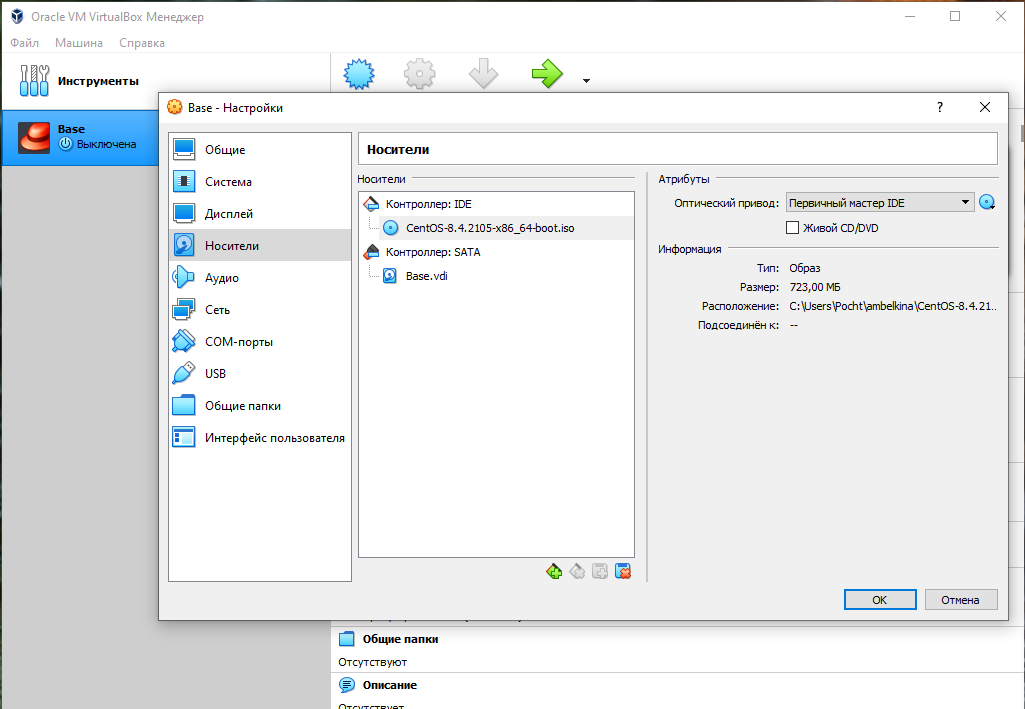 Oracle VM VirtualBox Менеджер
Файл Машина Справка
Инструменты
Base
Выключена
Base - Настройки
?
Общие
Система
Дисплей
Носители
Аудио
Сеть
COM-порты
USB
Общие папки
Интерфейс пользователя
Носители
Носители
Контроллер: IDE
CentOS-8.4.2105-x86_64-boot.iso
Контроллер: SATA
Base.vdi
Атрибуты
Оптический привод: Первичный мастер IDE
Живой CD/DVD
Информация
Тип: Образ
Размер: 723,00 МБ
Расположение: C:\Users\Pocht\ambelkina\CentOS-8.4.21...
Подсоединён к: --
OK Отмена
Общие папки
Отсутствуют
Описание
Отсутствует